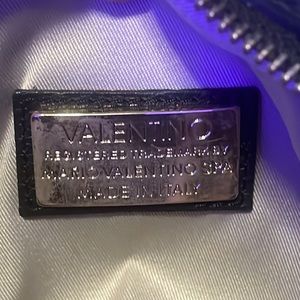 VALENTINO
REGISTERED TRADEMARK BY
MARIO VALENTINO SPA
MADE IN ITALY